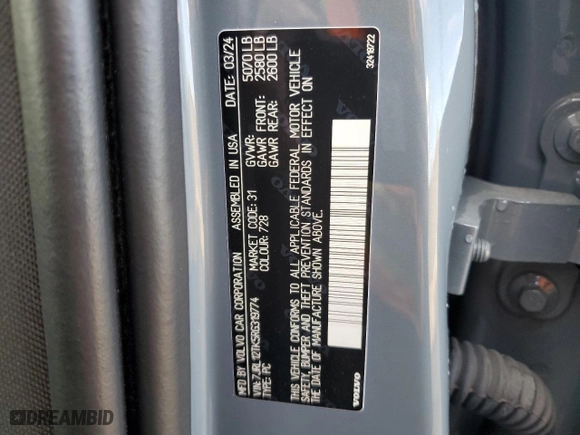 MFD BY VOLVO CAR CORPORATION ASSEMBLED IN USA DATE: 03/24
VIN: 7JRL12TK5RG319774 MARKET CODE: 31 GVWR: 5070 LB
TYPE: PC COLOUR: 728 GAWR FRONT: 2580 LB
GAWR REAR: 2600 LB
THIS VEHICLE CONFORMS TO ALL APPLICABLE FEDERAL MOTOR VEHICLE
SAFETY, BUMPER AND THEFT PREVENTION STANDARDS IN EFFECT ON
THE DATE OF MANUFACTURE SHOWN ABOVE.
VOLVO 32418722
DREAMBID